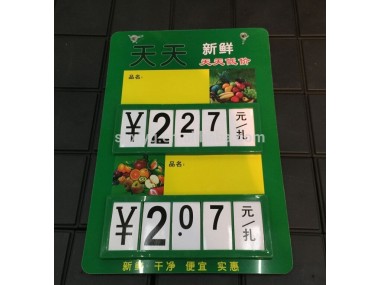 天天 新鲜
天天低价
品名：
¥2.27 元/扎
品名：
¥2.07 元/扎
新鲜 干净 便宜 实惠